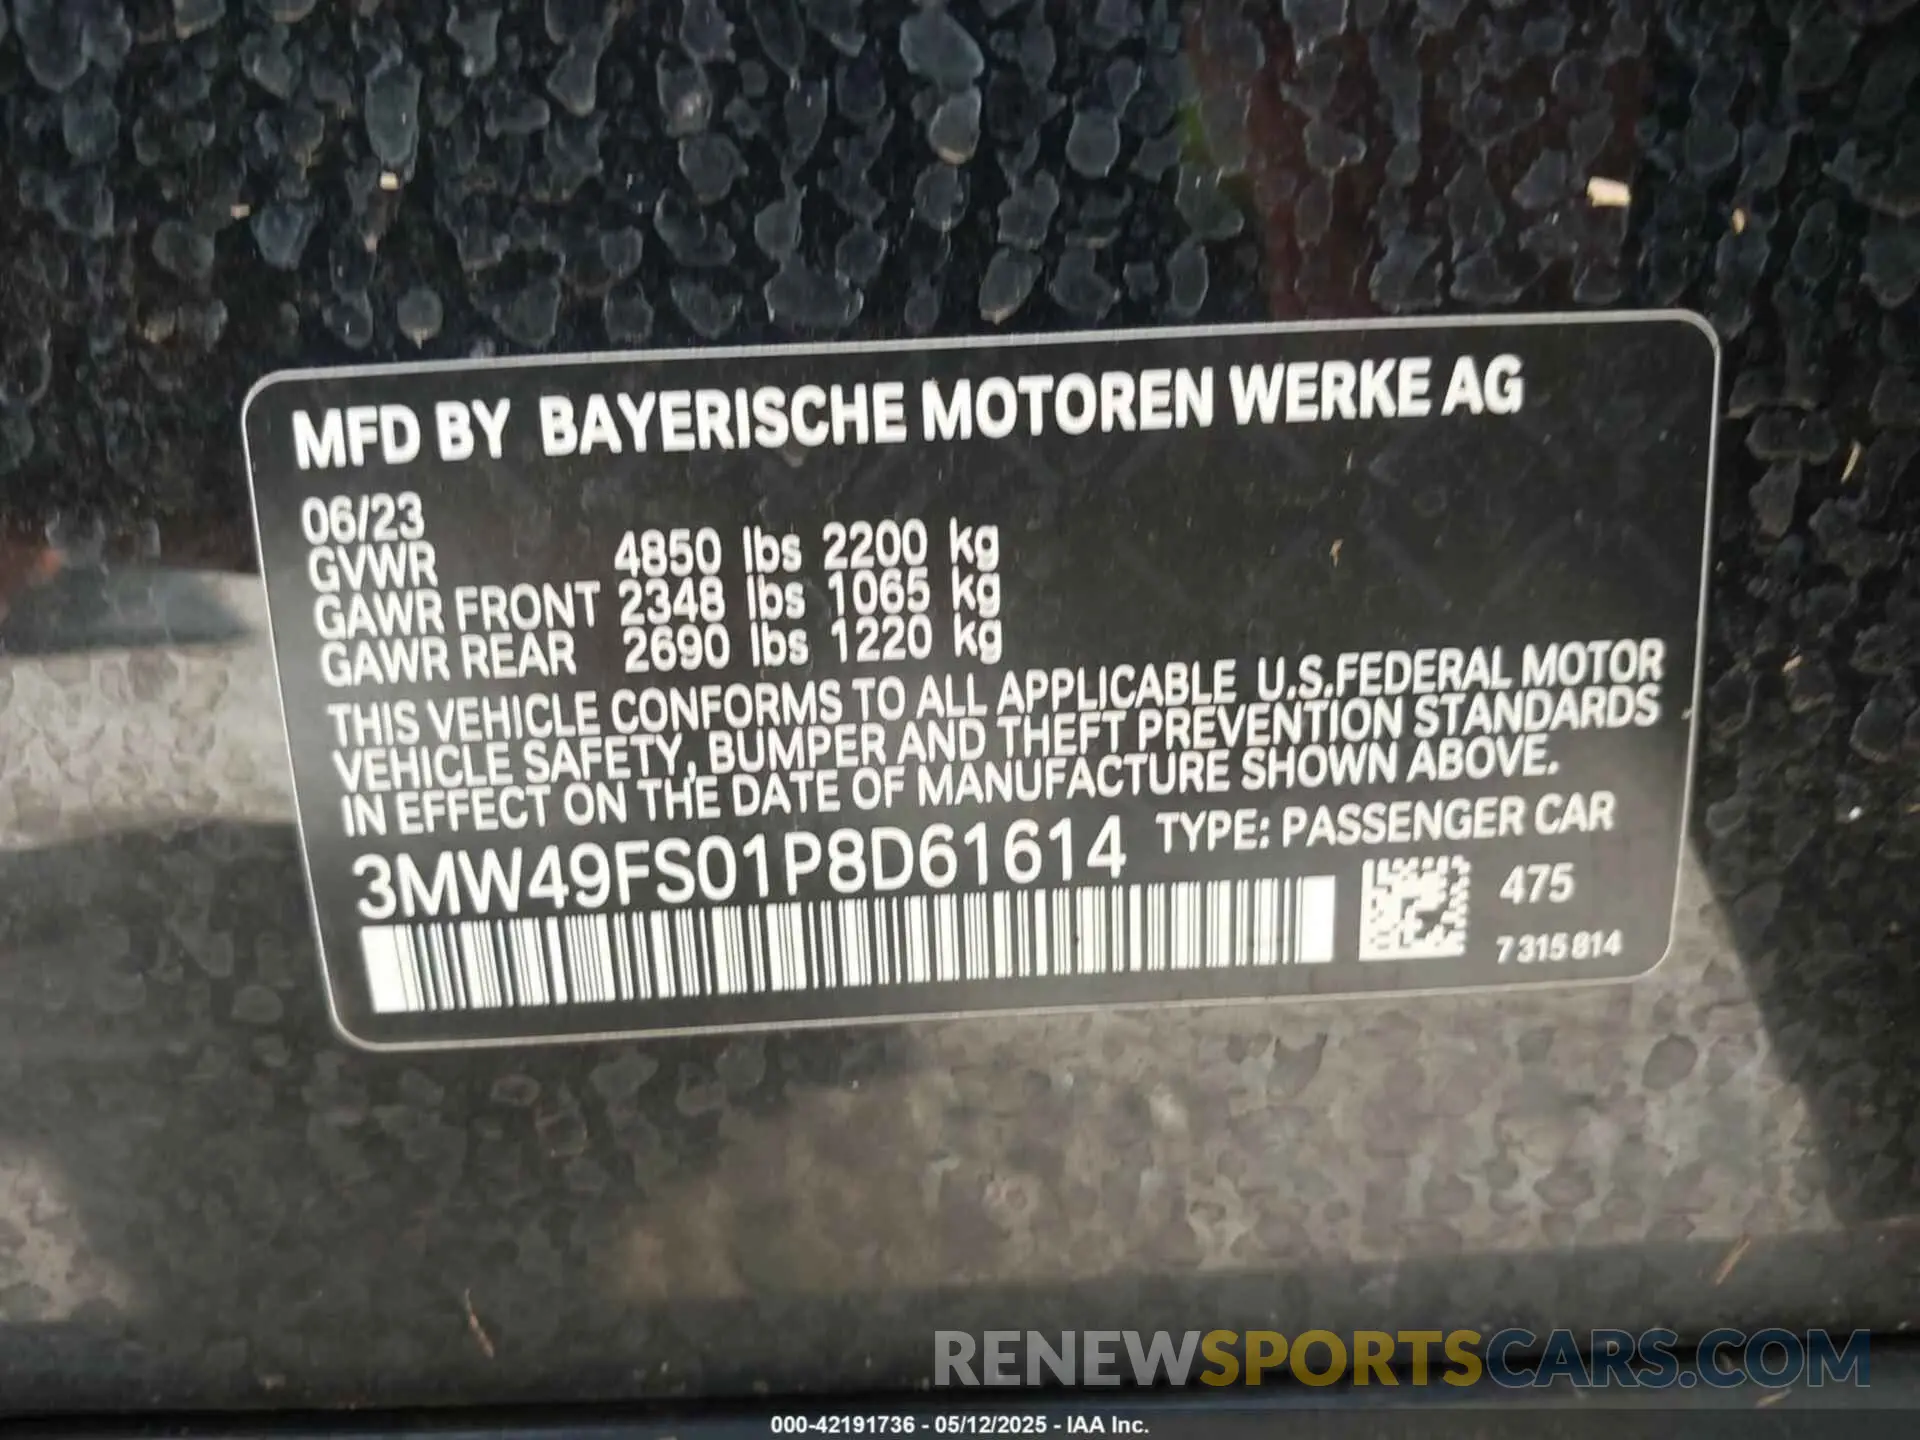 MFD BY BAYERISCHE MOTOREN WERKE AG
06/23
GVWR 4850 lbs 2200 kg
GAWR FRONT 2348 lbs 1065 kg
GAWR REAR 2690 lbs 1220 kg
THIS VEHICLE CONFORMS TO ALL APPLICABLE U.S.FEDERAL MOTOR
VEHICLE SAFETY, BUMPER AND THEFT PREVENTION STANDARDS
IN EFFECT ON THE DATE OF MANUFACTURE SHOWN ABOVE.
3MW49FS01P8D61614 TYPE: PASSENGER CAR
475
7 315 814
RENEWSPORTSCARS.COM
000-42191736 - 05/12/2025 - IAA Inc.